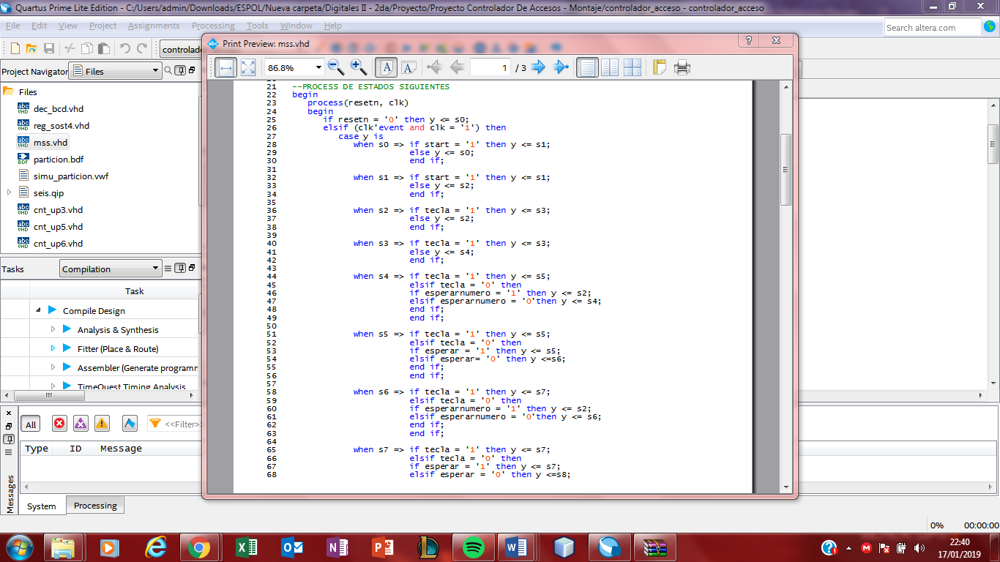 Quartus Prime Lite Edition - C:/Users/admin/Downloads/ESPOL/Nueva carpeta/Digitales II - 2da/Proyecto/Proyecto Controlador De Accesos - Montaje/controlador_acceso - controlador_acceso
File Edit View Project Assignments Processing Tools Window Help
Search altera.com
controlado
Project Navigator Files
Files
dec_bcd.vhd
reg_sost4.vhd
mss.vhd
particion.bdf
simu_particion.vwf
seis.qip
cnt_up3.vhd
cnt_up5.vhd
cnt_up6.vhd
Tasks Compilation
Task
Compile Design
Analysis & Synthesis
Fitter (Place & Route)
Assembler (Generate programm
TimeQuest Timing Analysis
Print Preview: mss.vhd
86.8% 1 / 3
21 --PROCESS DE ESTADOS SIGUIENTES
22 begin
23 process(resetn, clk)
24 begin
25 if resetn = '0' then y <= s0;
26 elsif (clk'event and clk = '1') then
27 case y is
28 when s0 => if start = '1' then y <= s1;
29 else y <= s0;
30 end if;
31
32 when s1 => if start = '1' then y <= s1;
33 else y <= s2;
34 end if;
35
36 when s2 => if tecla = '1' then y <= s3;
37 else y <= s2;
38 end if;
39
40 when s3 => if tecla = '1' then y <= s3;
41 else y <= s4;
42 end if;
43
44 when s4 => if tecla = '1' then y <= s5;
45 elsif tecla = '0' then
46 if esperarnumero = '1' then y <= s2;
47 elsif esperarnumero = '0'then y <= s4;
48 end if;
49 end if;
50
51 when s5 => if tecla = '1' then y <= s5;
52 elsif tecla = '0' then
53 if esperar = '1' then y <= s5;
54 elsif esperar= '0' then y <=s6;
55 end if;
56 end if;
57
58 when s6 => if tecla = '1' then y <= s7;
59 elsif tecla = '0' then
60 if esperarnumero = '1' then y <= s2;
61 elsif esperarnumero = '0'then y <= s6;
62 end if;
63 end if;
64
65 when s7 => if tecla = '1' then y <= s7;
66 elsif tecla = '0' then
67 if esperar = '1' then y <= s7;
68 elsif esperar = '0' then y <=s8;
All <<Filter>>
Type ID Message
Messages
System Processing
0% 00:00:00
22:40
17/01/2019